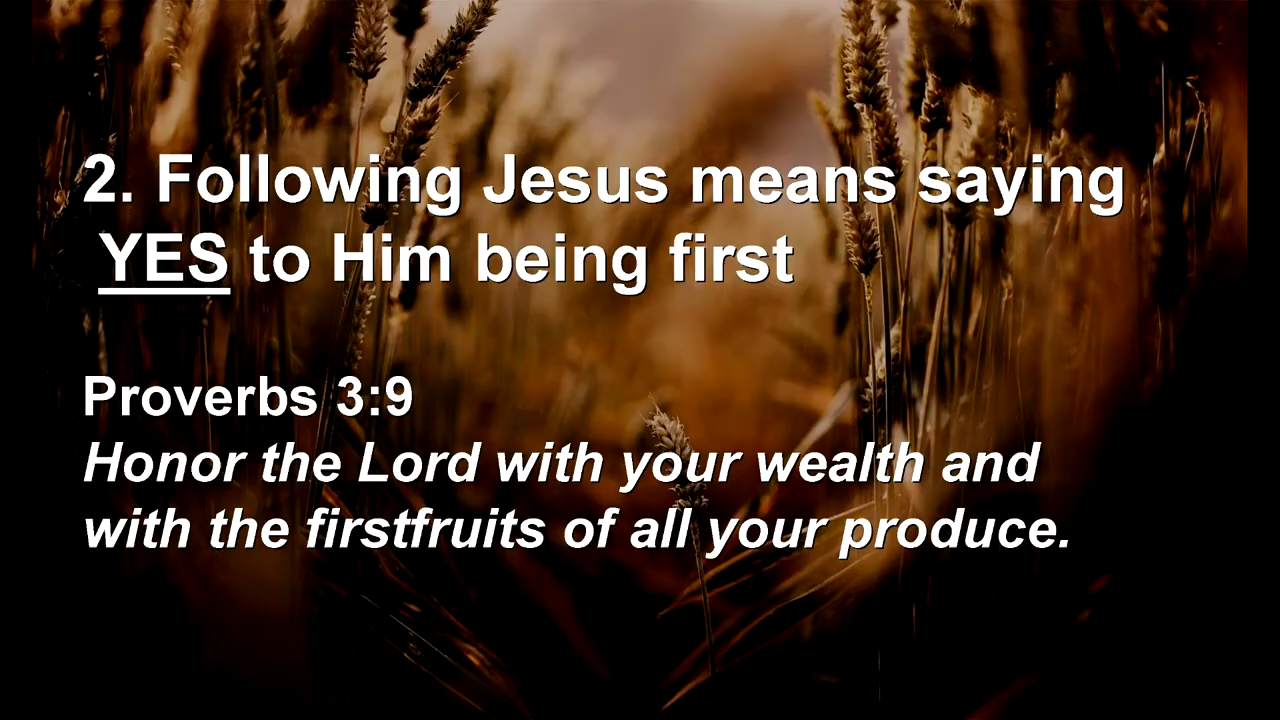 2. Following Jesus means saying
YES to Him being first
Proverbs 3:9
Honor the Lord with your wealth and
with the firstfruits of all your produce.